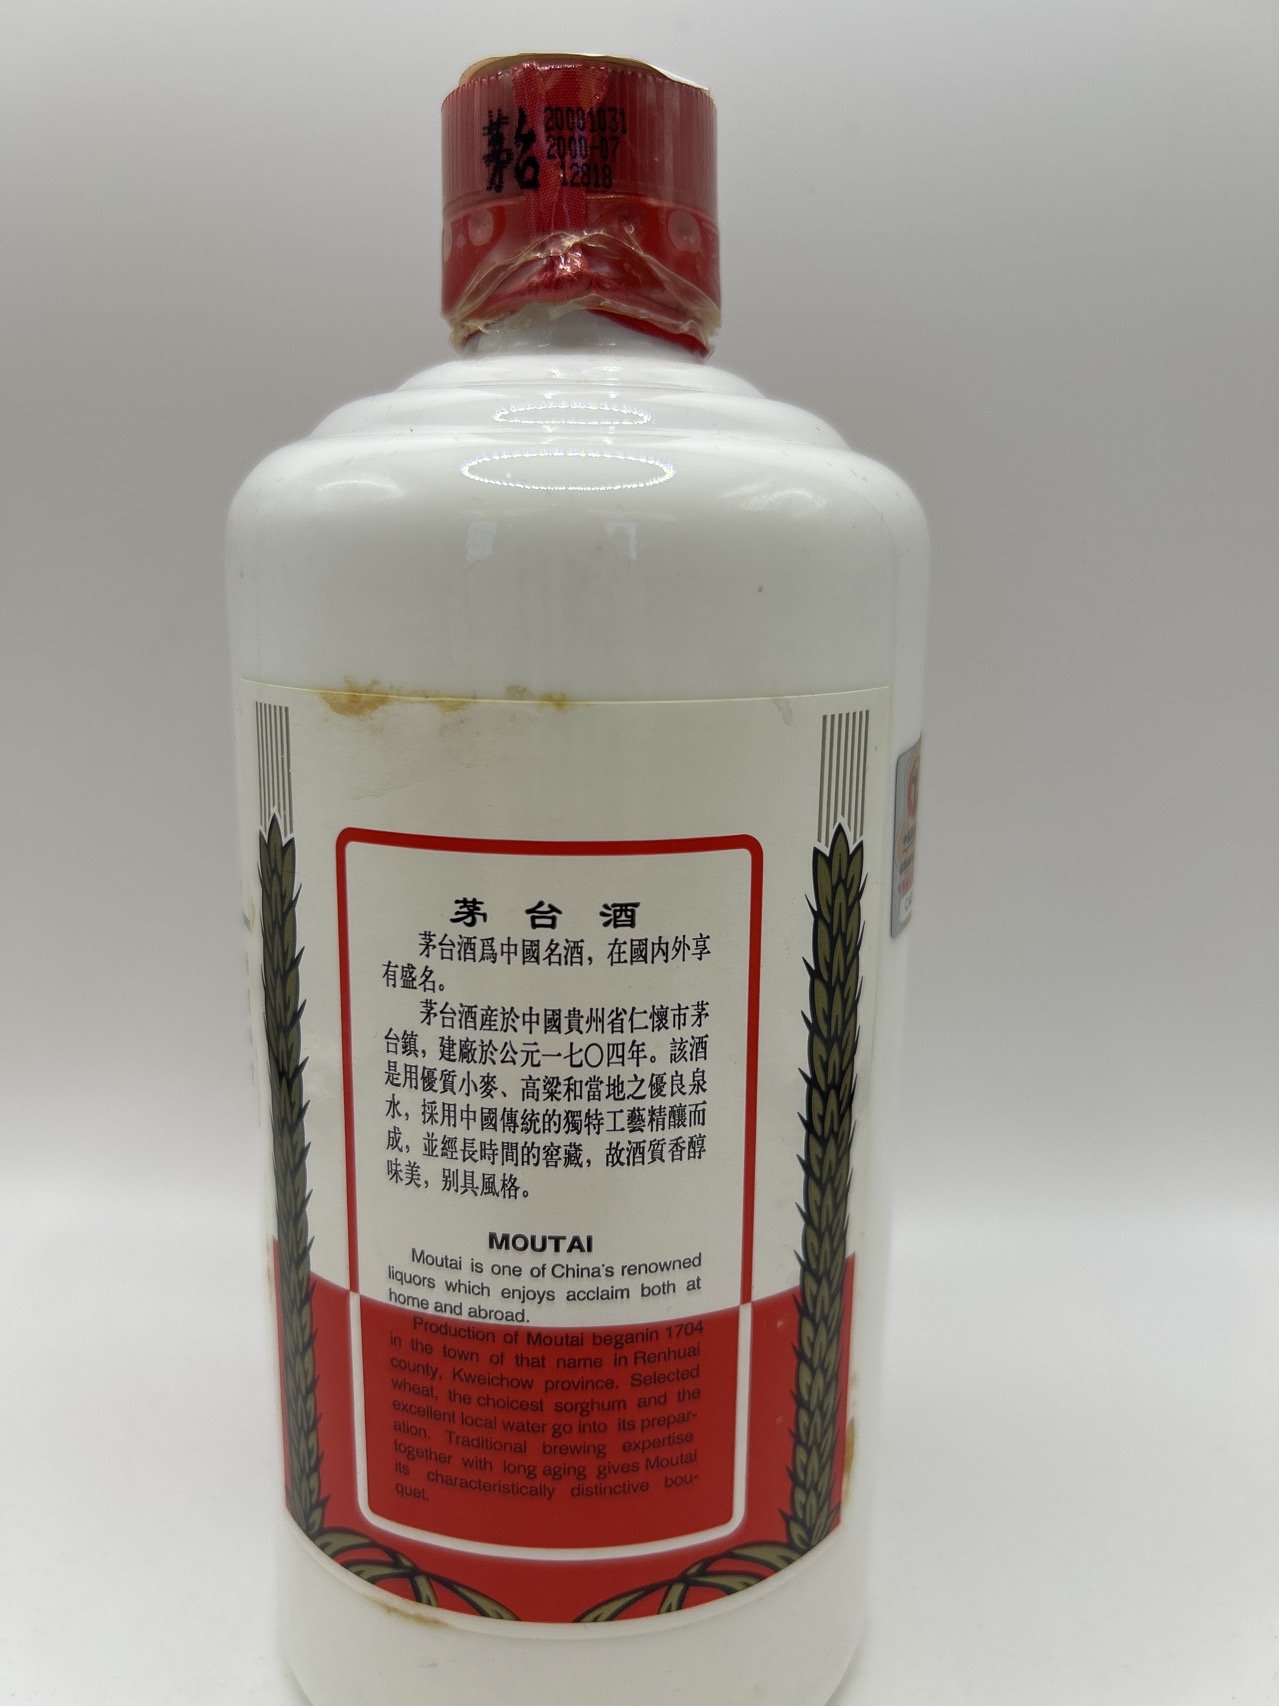 茅台
20001031
2000-07
12818
茅台酒
茅台酒爲中國名酒，在國内外享
有盛名。
茅台酒産於中國貴州省仁懷市茅
台鎮，建廠於公元一七〇四年。該酒
是用優質小麥、高粱和當地之優良泉
水，採用中國傳統的獨特工藝精釀而
成，並經長時間的窖藏，故酒質香醇
味美，别具風格。
MOUTAI
Moutai is one of China's renowned
liquors which enjoys acclaim both at
home and abroad.
Production of Moutai beganin 1704
in the town of that name in Renhuai
county, Kweichow province. Selected
wheat, the choicest sorghum and the
excellent local water go into its prepar-
ation. Traditional brewing expertise
together with long aging gives Moutai
its characteristically distinctive bou-
quet.